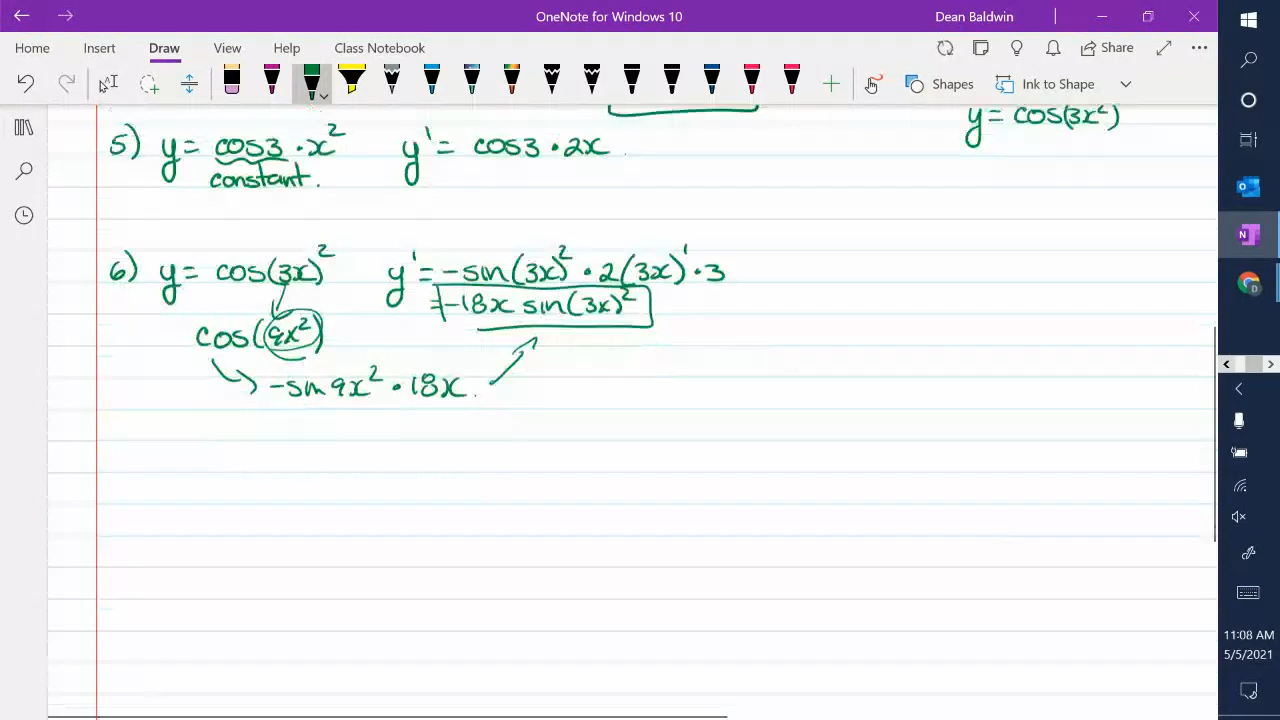 OneNote for Windows 10
Dean Baldwin
Home Insert Draw View Help Class Notebook Share
Shapes Ink to Shape
y = cos(3x²)
5) y = cos3 · x² y' = cos3 · 2x
constant.
6) y = cos(3x)² y' = -sin(3x)² · 2(3x)' · 3
= -18x sin(3x)²
cos(9x²)
-sin9x² · 18x
11:08 AM
5/5/2021